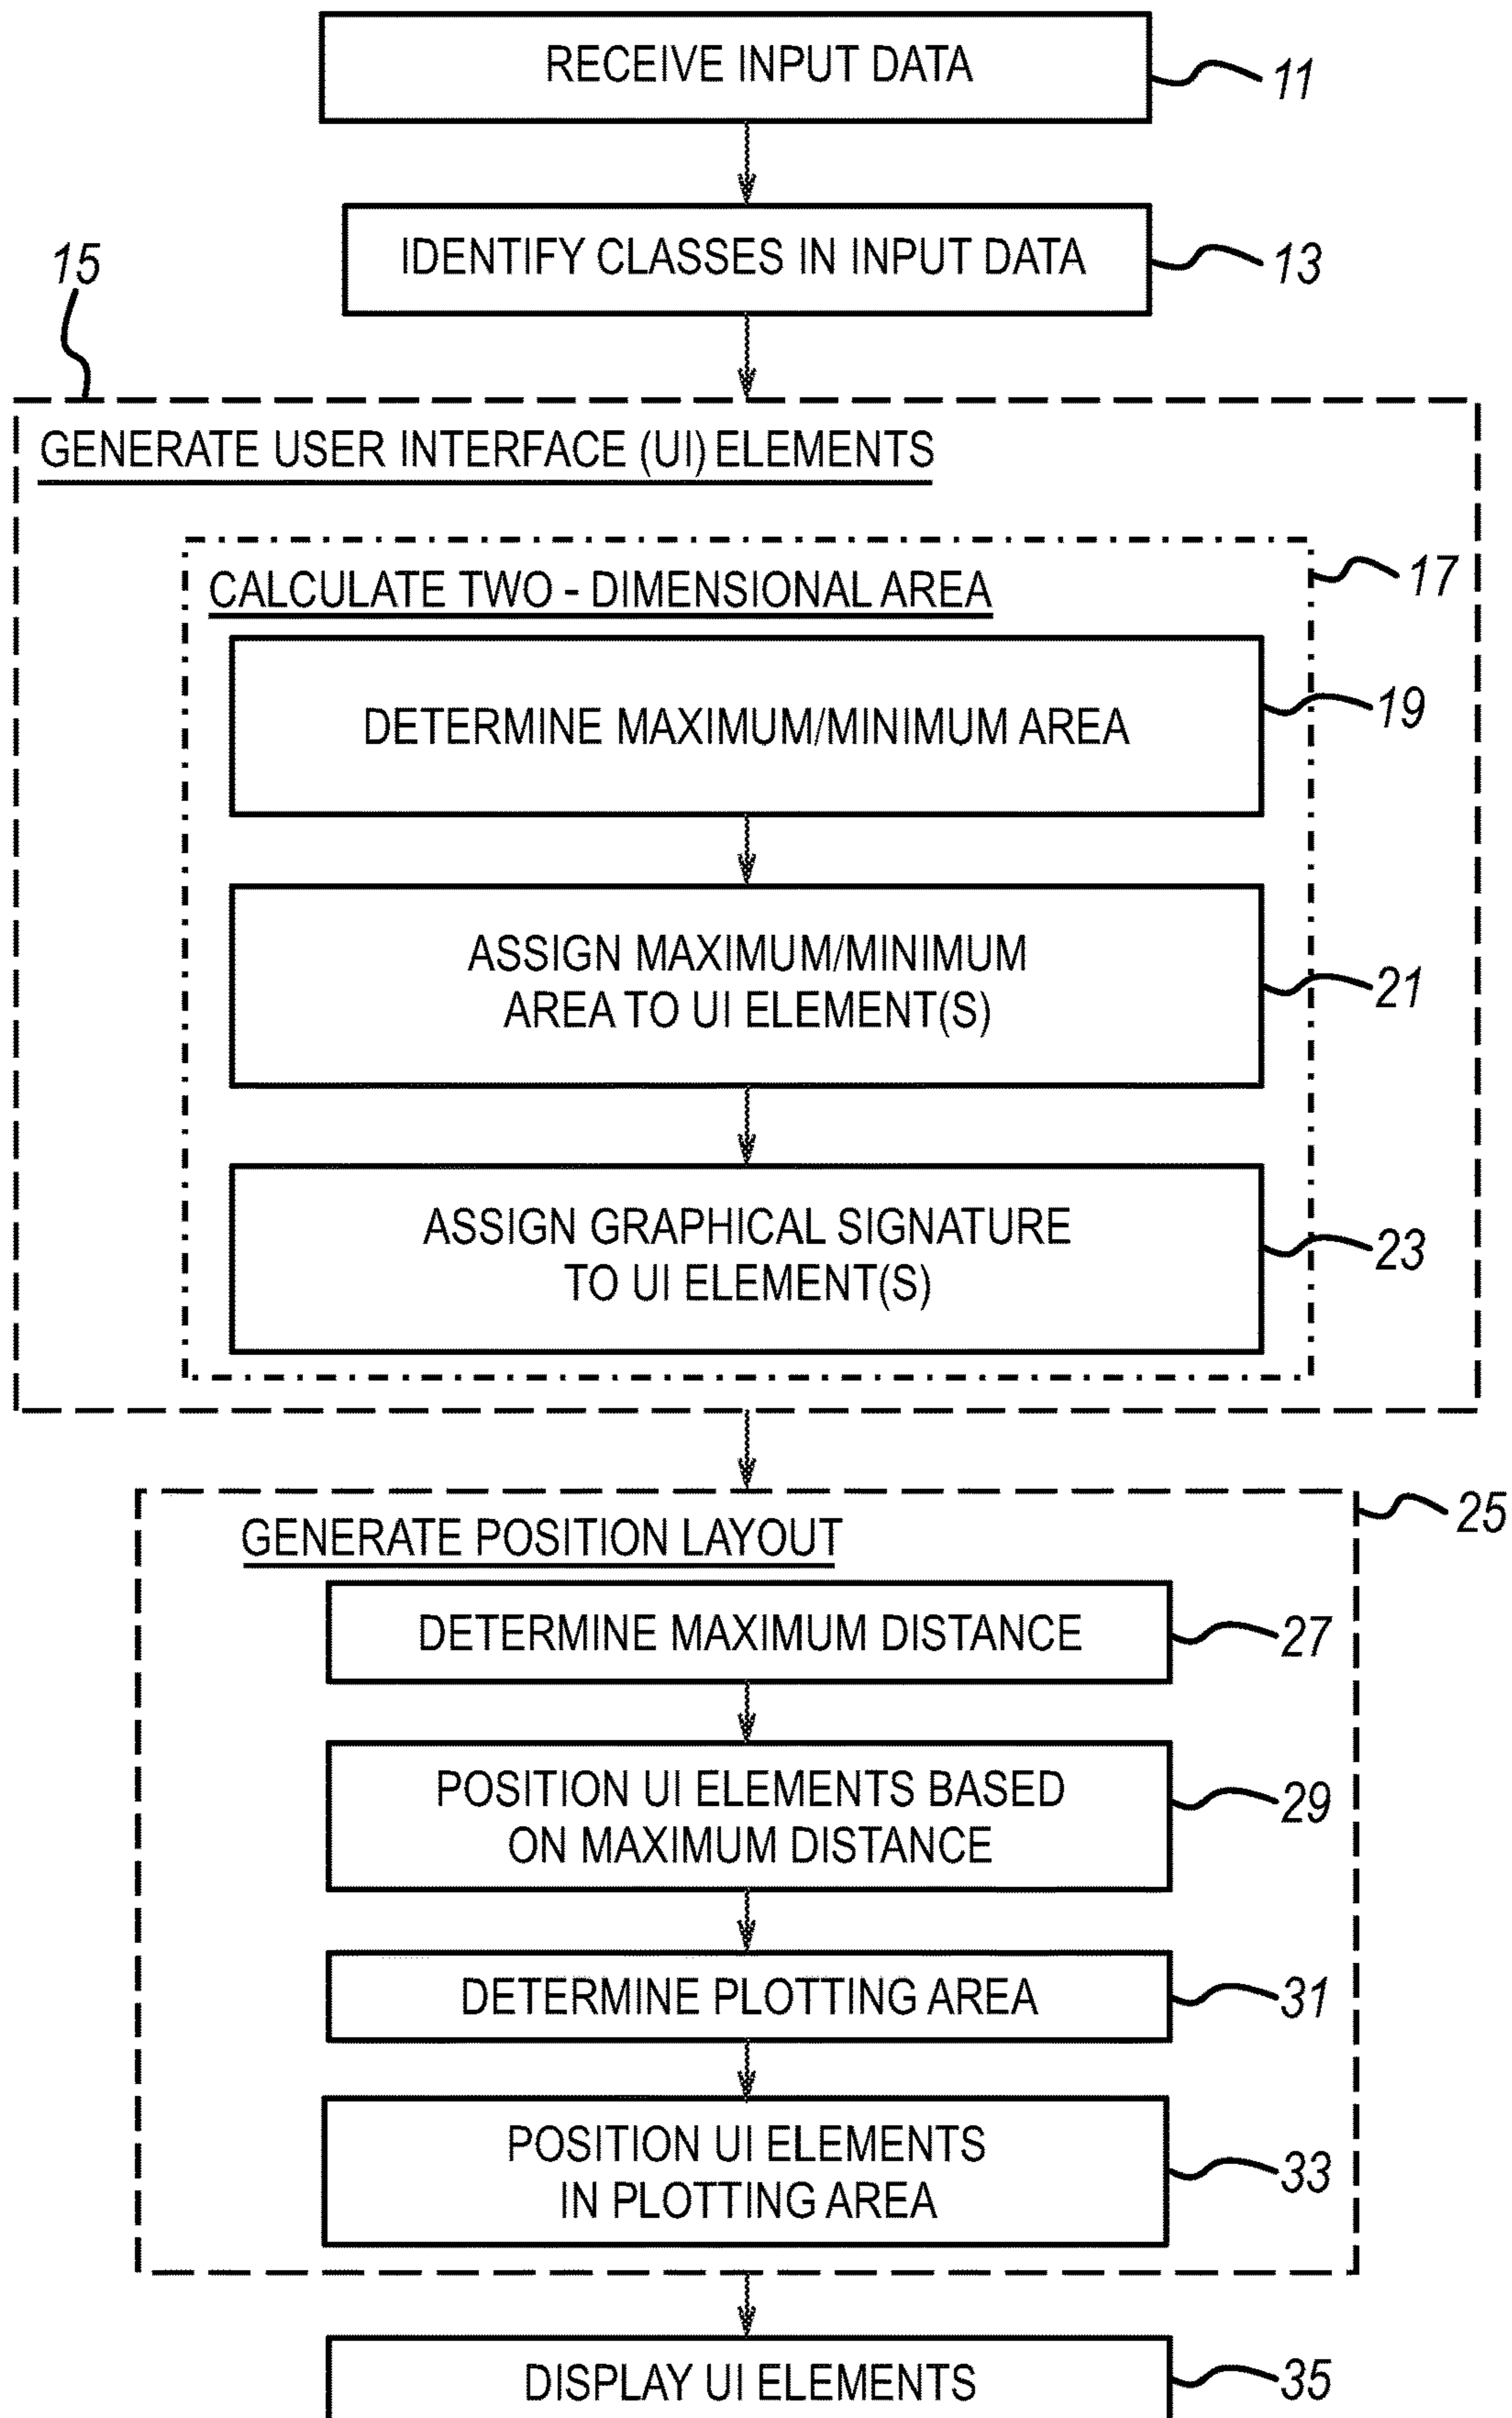 RECEIVE INPUT DATA
11
IDENTIFY CLASSES IN INPUT DATA
13
15
GENERATE USER INTERFACE (UI) ELEMENTS
CALCULATE TWO - DIMENSIONAL AREA
17
DETERMINE MAXIMUM/MINIMUM AREA
19
ASSIGN MAXIMUM/MINIMUM
AREA TO UI ELEMENT(S)
21
ASSIGN GRAPHICAL SIGNATURE
TO UI ELEMENT(S)
23
25
GENERATE POSITION LAYOUT
DETERMINE MAXIMUM DISTANCE
27
POSITION UI ELEMENTS BASED
ON MAXIMUM DISTANCE
29
DETERMINE PLOTTING AREA
31
POSITION UI ELEMENTS
IN PLOTTING AREA
33
DISPLAY UI ELEMENTS
35